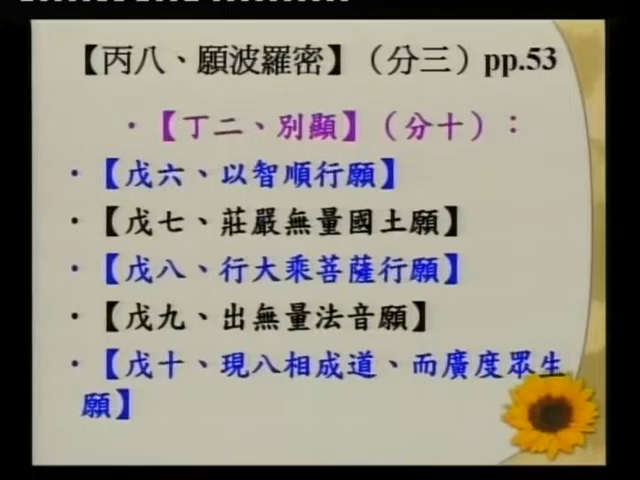 【丙八、願波羅密】（分三）pp.53
·【丁二、別顯】（分十）：
·【戊六、以智順行願】
·【戊七、莊嚴無量國土願】
·【戊八、行大乘菩薩行願】
·【戊九、出無量法音願】
·【戊十、現八相成道、而廣度眾生
願】